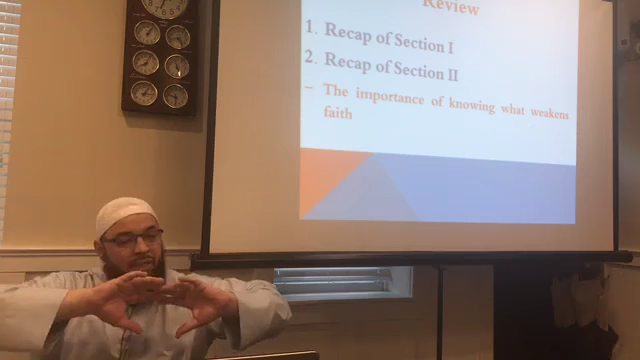 Review
1. Recap of Section I
2. Recap of Section II
– The importance of knowing what weakens
faith